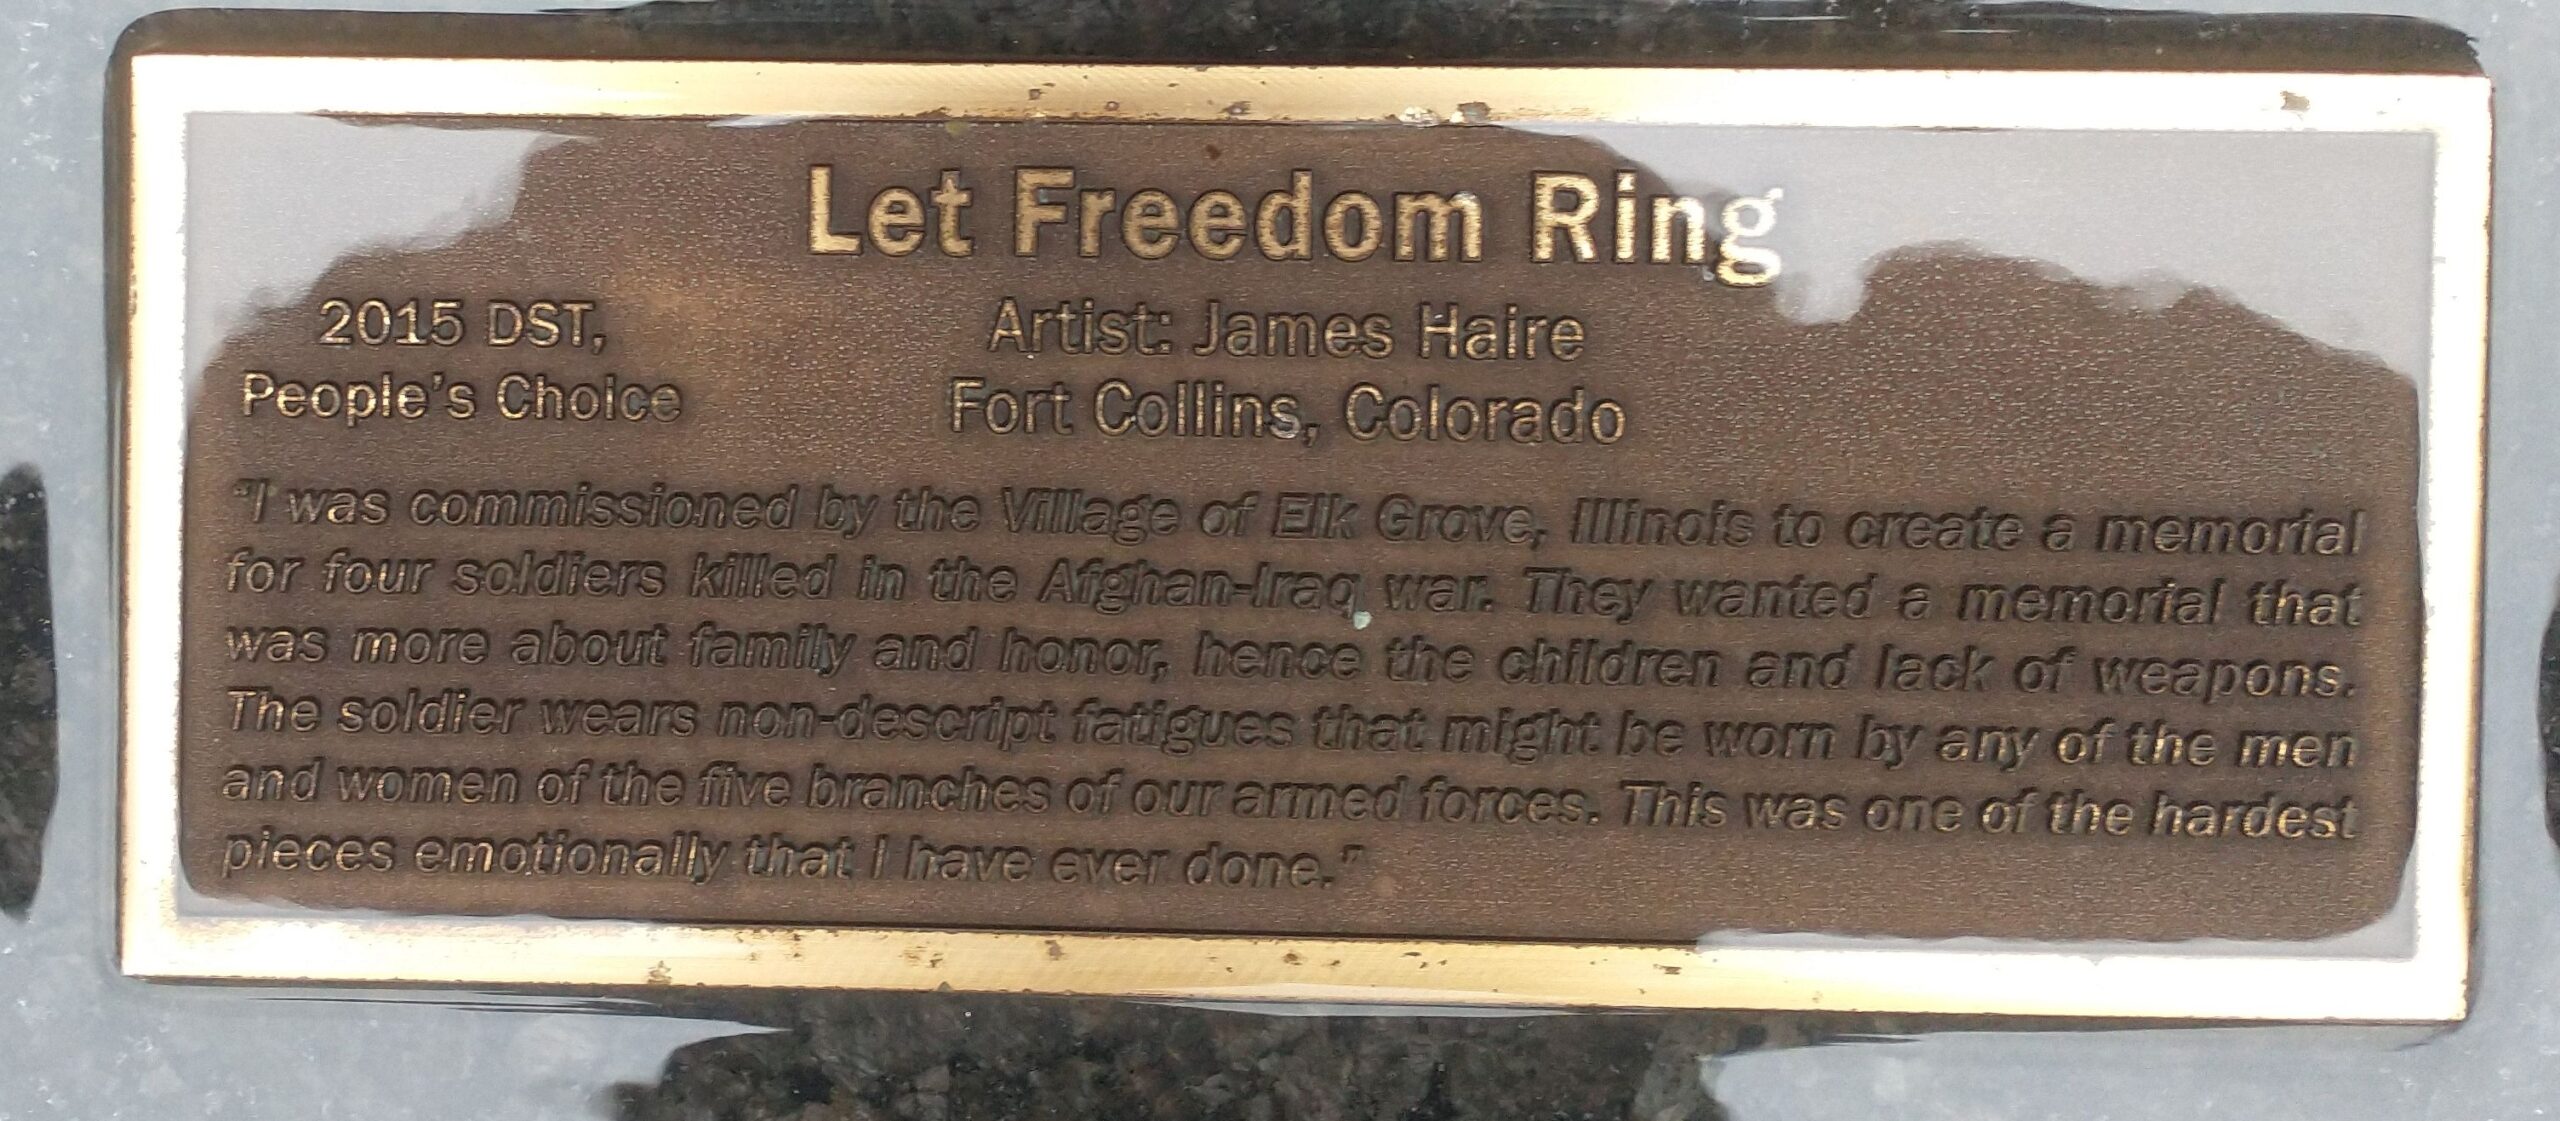 Let Freedom Ring
2015 DST,
People's Choice
Artist: James Haire
Fort Collins, Colorado
"I was commissioned by the Village of Elk Grove, Illinois to create a memorial
for four soldiers killed in the Afghan-Iraq war. They wanted a memorial that
was more about family and honor, hence the children and lack of weapons.
The soldier wears non-descript fatigues that might be worn by any of the men
and women of the five branches of our armed forces. This was one of the hardest
pieces emotionally that I have ever done."